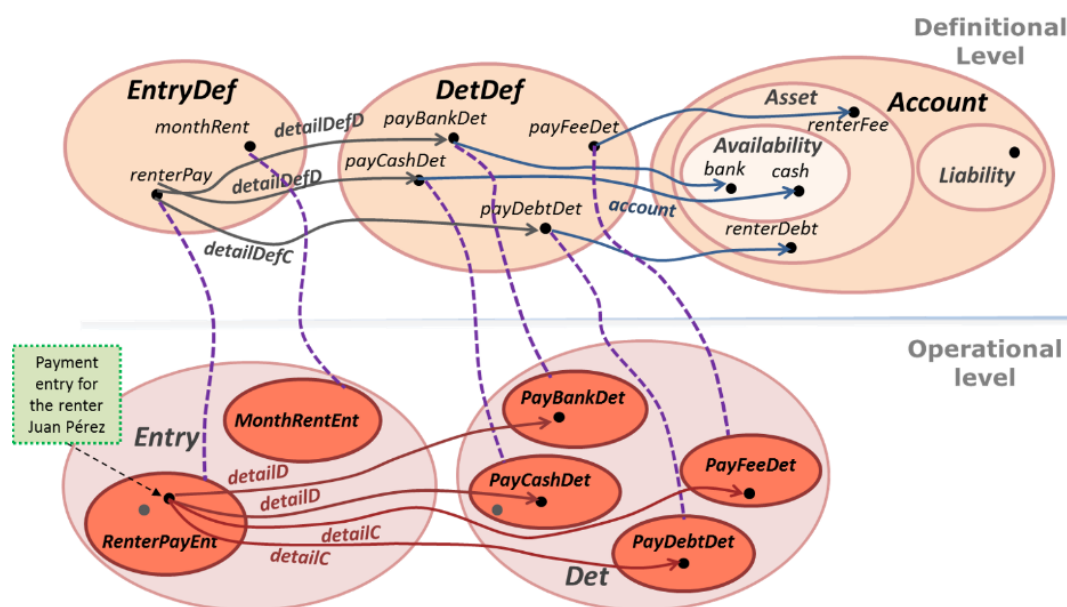 Definitional
Level
EntryDef
DetDef
Account
Asset
monthRent
detailDefD
payBankDet
payFeeDet
renterFee
Availability
renterPay
detailDefD
payCashDet
bank
cash
Liability
account
payDebtDet
renterDebt
detailDefC
Operational
level
Payment
entry for
the renter
Juan Pérez
Entry
MonthRentEnt
PayBankDet
detailD
detailD
PayCashDet
PayFeeDet
RenterPayEnt
detailC
detailC
PayDebtDet
Det